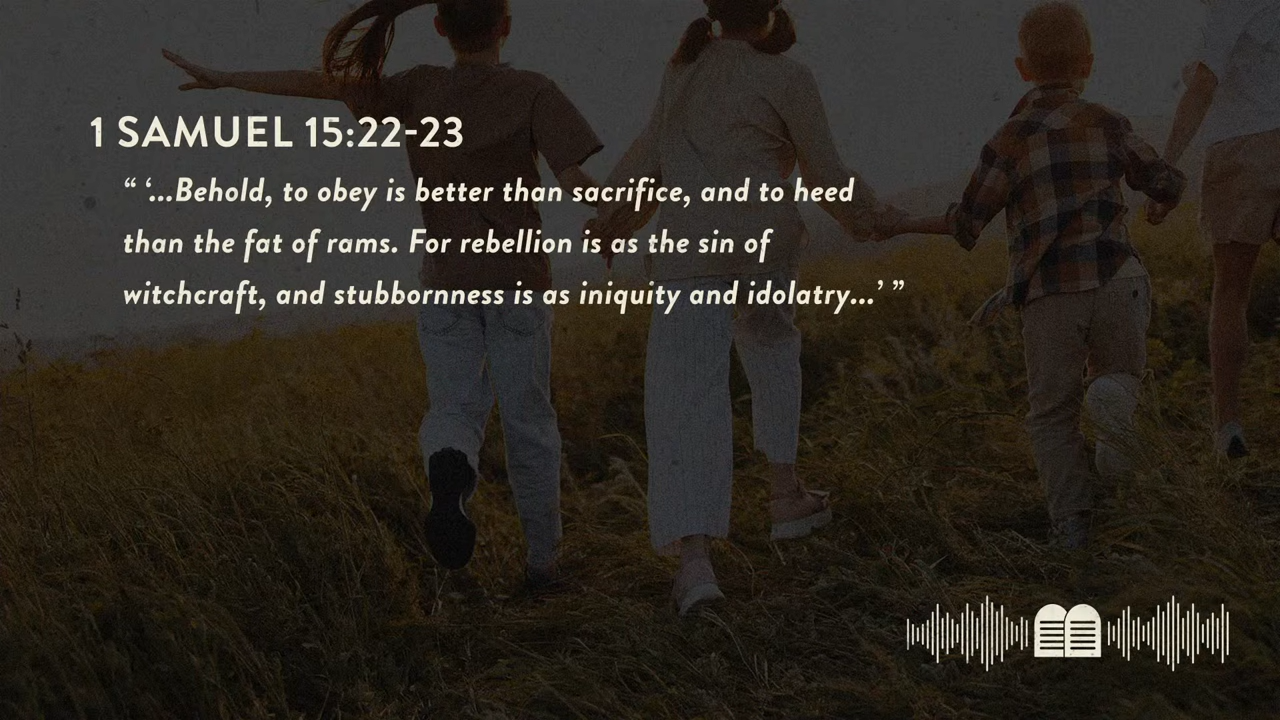 1 SAMUEL 15:22-23
“ ‘...Behold, to obey is better than sacrifice, and to heed
than the fat of rams. For rebellion is as the sin of
witchcraft, and stubbornness is as iniquity and idolatry...’ ”